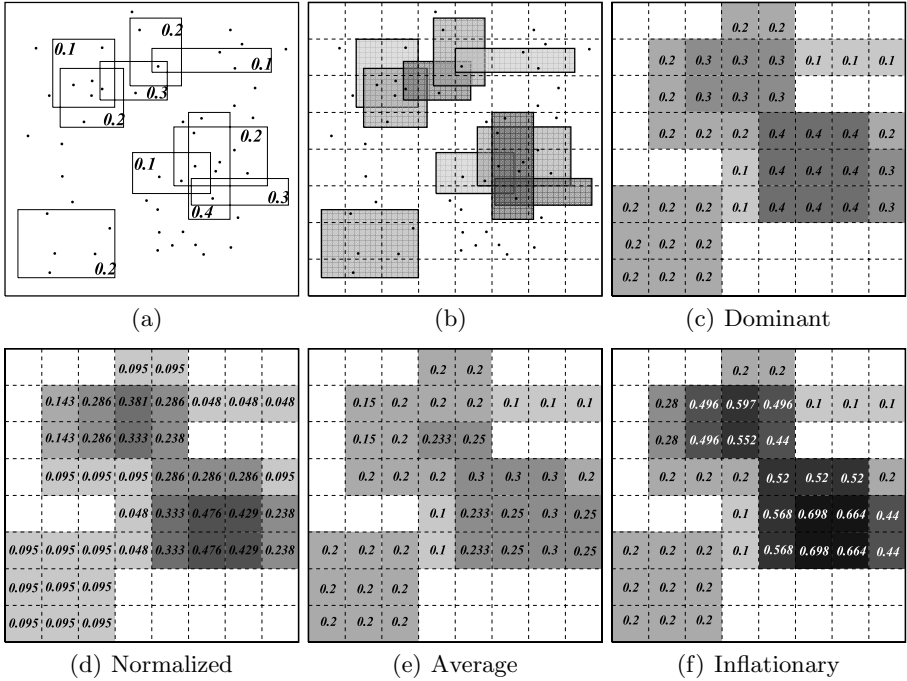 0.1
0.2
0.1
0.3
0.2
0.2
0.1
0.3
0.4
0.2
(a)
(b)
0.2 0.2
0.2 0.3 0.3 0.3 0.1 0.1 0.1
0.2 0.3 0.3 0.3
0.2 0.2 0.2 0.4 0.4 0.4 0.2
0.1 0.4 0.4 0.4 0.3
0.2 0.2 0.2 0.1 0.4 0.4 0.4 0.3
0.2 0.2 0.2
0.2 0.2 0.2
(c) Dominant
0.095 0.095
0.143 0.286 0.381 0.286 0.048 0.048 0.048
0.143 0.286 0.333 0.238
0.095 0.095 0.095 0.286 0.286 0.286 0.095
0.048 0.333 0.476 0.429 0.238
0.095 0.095 0.095 0.048 0.333 0.476 0.429 0.238
0.095 0.095 0.095
0.095 0.095 0.095
(d) Normalized
0.2 0.2
0.15 0.2 0.2 0.2 0.1 0.1 0.1
0.15 0.2 0.233 0.25
0.2 0.2 0.2 0.3 0.3 0.3 0.2
0.1 0.233 0.25 0.3 0.25
0.2 0.2 0.2 0.1 0.233 0.25 0.3 0.25
0.2 0.2 0.2
0.2 0.2 0.2
(e) Average
0.2 0.2
0.28 0.496 0.597 0.496 0.1 0.1 0.1
0.28 0.496 0.552 0.44
0.2 0.2 0.2 0.52 0.52 0.52 0.2
0.1 0.568 0.698 0.664 0.44
0.2 0.2 0.2 0.1 0.568 0.698 0.664 0.44
0.2 0.2 0.2
0.2 0.2 0.2
(f) Inflationary